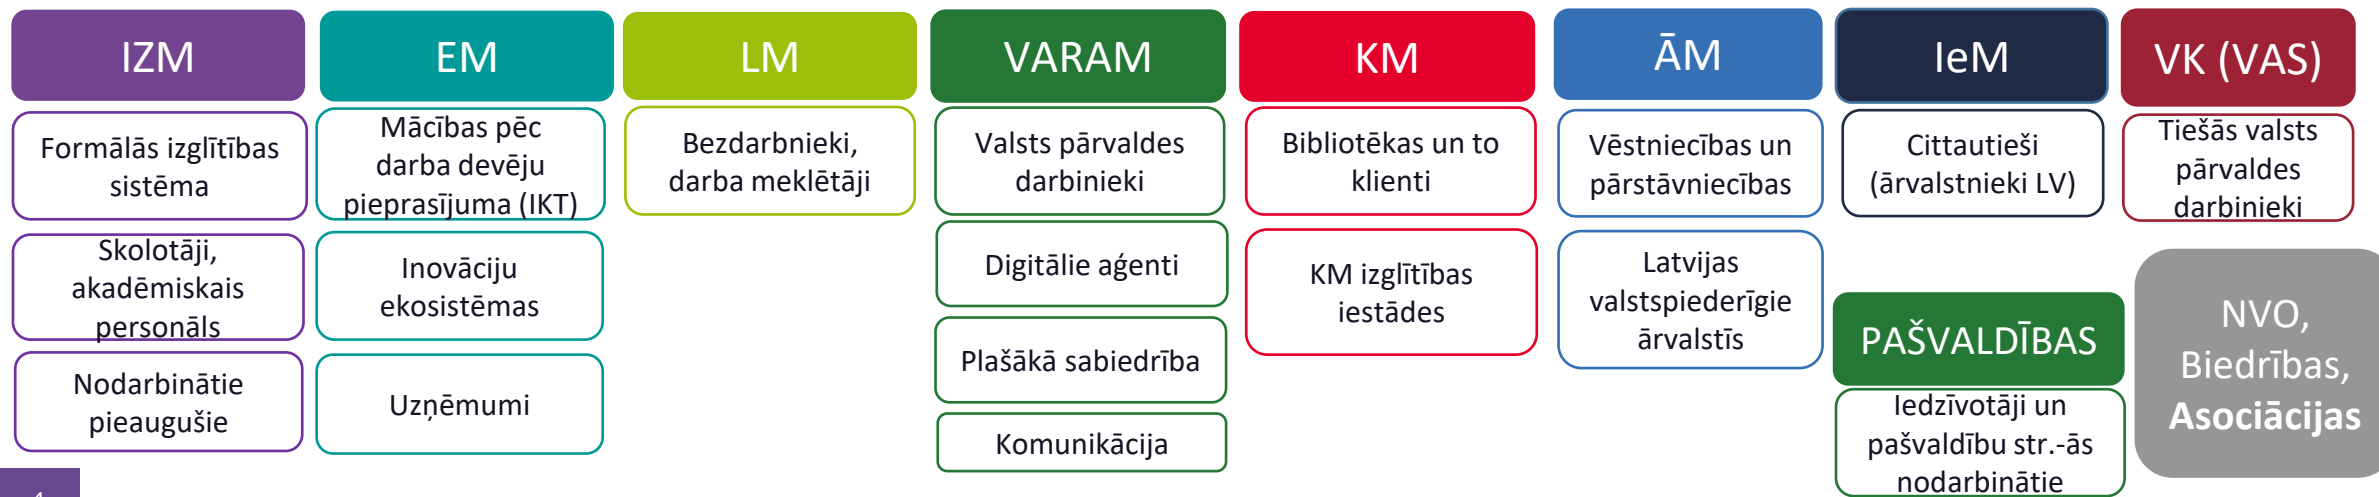 IZM
Formālās izglītības
sistēma
Skolotāji,
akadēmiskais
personāls
Nodarbinātie
pieaugušie
EM
Mācības pēc
darba devēju
pieprasījuma (IKT)
Inovāciju
ekosistēmas
Uzņēmumi
LM
Bezdarbnieki,
darba meklētāji
VARAM
Valsts pārvaldes
darbinieki
Digitālie aģenti
Plašākā sabiedrība
Komunikācija
KM
Bibliotēkas un to
klienti
KM izglītības
iestādes
ĀM
Vēstniecības un
pārstāvniecības
Latvijas
valstspiederīgie
ārvalstīs
IeM
Cittautieši
(ārvalstnieki LV)
PAŠVALDĪBAS
Iedzīvotāji un
pašvaldību str.-ās
nodarbinātie
VK (VAS)
Tiešās valsts
pārvaldes
darbinieki
NVO,
Biedrības,
Asociācijas